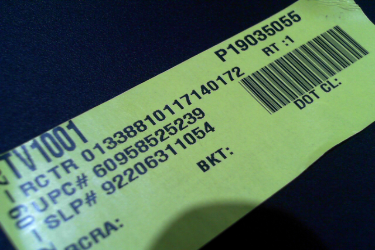 P19035055
RT :1
TV1001
RCTR 01338810117140172
UPC# 60958525239
SLP# 92206311054
BKT:
DOT CL:
RCRA: